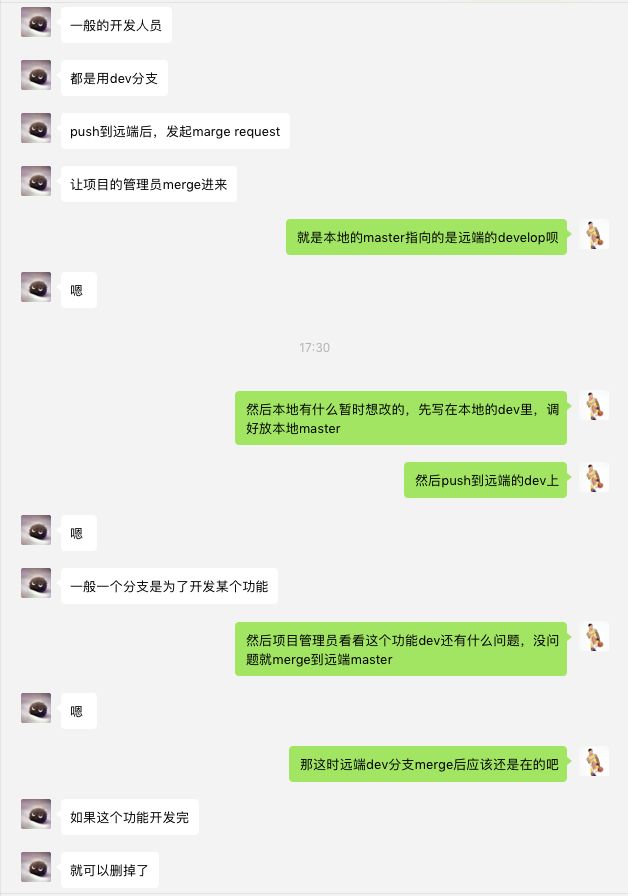 一般的开发人员
都是用dev分支
push到远端后，发起marge request
让项目的管理员merge进来
就是本地的master指向的是远端的develop呗
嗯
17:30
然后本地有什么暂时想改的，先写在本地的dev里，调
好放本地master
然后push到远端的dev上
嗯
一般一个分支是为了开发某个功能
然后项目管理员看看这个功能dev还有什么问题，没问
题就merge到远端master
嗯
那这时远端dev分支merge后应该还是在的吧
如果这个功能开发完
就可以删掉了